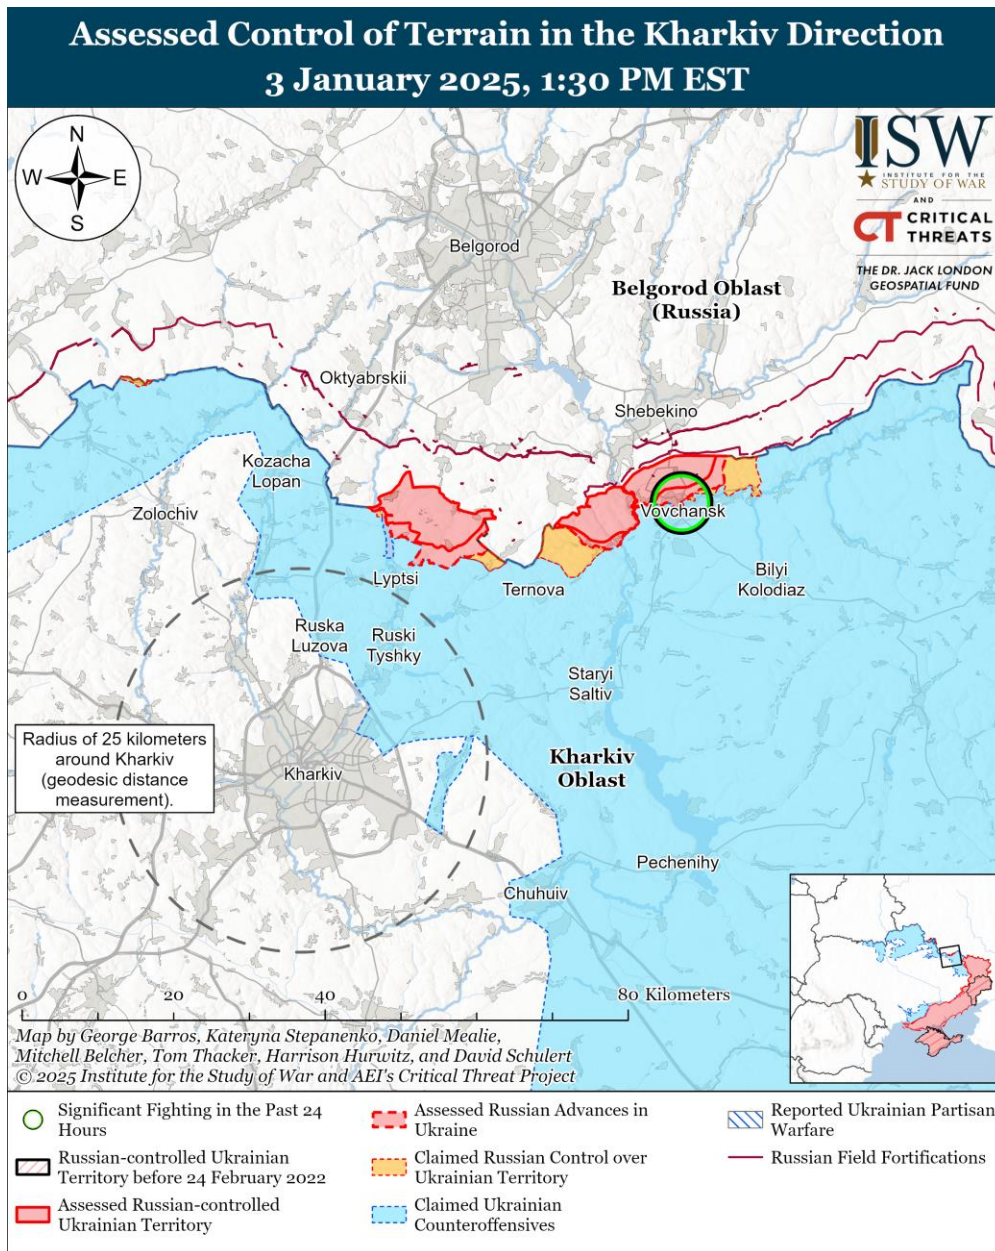 Assessed Control of Terrain in the Kharkiv Direction
3 January 2025, 1:30 PM EST
N
W E
S
ISW
INSTITUTE FOR THE
STUDY OF WAR
AND
CT CRITICAL
THREATS
THE DR. JACK LONDON
GEOSPATIAL FUND
Belgorod
Belgorod Oblast
(Russia)
Oktyabrskii
Shebekino
Kozacha
Lopan
Zolochiv
Vovchansk
Lyptsi
Ternova
Bilyi
Kolodiaz
Ruska
Luzova
Ruski
Tyshky
Staryi
Saltiv
Radius of 25 kilometers
around Kharkiv
(geodesic distance
measurement).
Kharkiv
Kharkiv
Oblast
Pechenihy
Chuhuiv
0 20 40 80 Kilometers
Map by George Barros, Kateryna Stepanenko, Daniel Mealie,
Mitchell Belcher, Tom Thacker, Harrison Hurwitz, and David Schulert
© 2025 Institute for the Study of War and AEI's Critical Threat Project
Significant Fighting in the Past 24
Hours
Russian-controlled Ukrainian
Territory before 24 February 2022
Assessed Russian-controlled
Ukrainian Territory
Assessed Russian Advances in
Ukraine
Claimed Russian Control over
Ukrainian Territory
Claimed Ukrainian
Counteroffensives
Reported Ukrainian Partisan
Warfare
Russian Field Fortifications